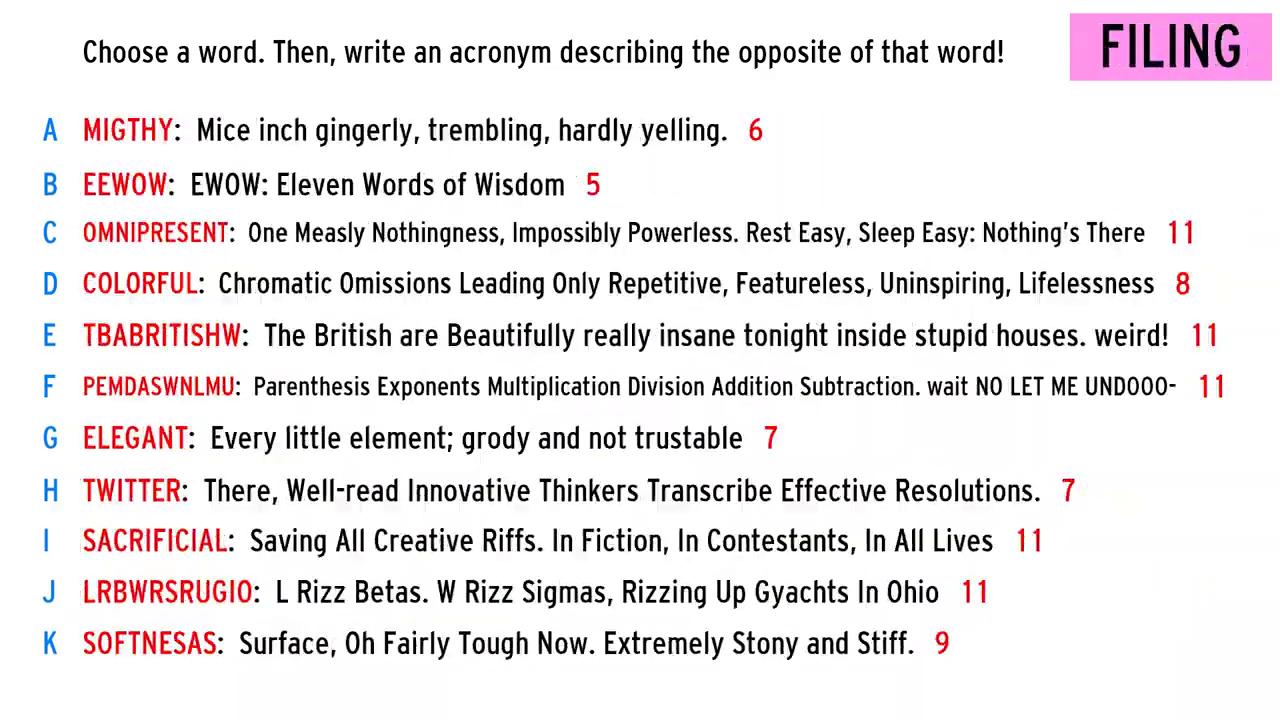 Choose a word. Then, write an acronym describing the opposite of that word!
FILING
A MIGTHY: Mice inch gingerly, trembling, hardly yelling. 6
B EEWOW: EWOW: Eleven Words of Wisdom 5
C OMNIPRESENT: One Measly Nothingness, Impossibly Powerless. Rest Easy, Sleep Easy: Nothing's There 11
D COLORFUL: Chromatic Omissions Leading Only Repetitive, Featureless, Uninspiring, Lifelessness 8
E TBABRITISHW: The British are Beautifully really insane tonight inside stupid houses. weird! 11
F PEMDASWNLMU: Parenthesis Exponents Multiplication Division Addition Subtraction. wait NO LET ME UNDOOO- 11
G ELEGANT: Every little element; grody and not trustable 7
H TWITTER: There, Well-read Innovative Thinkers Transcribe Effective Resolutions. 7
I SACRIFICIAL: Saving All Creative Riffs. In Fiction, In Contestants, In All Lives 11
J LRBWRSRUGIO: L Rizz Betas. W Rizz Sigmas, Rizzing Up Gyachts In Ohio 11
K SOFTNESAS: Surface, Oh Fairly Tough Now. Extremely Stony and Stiff. 9